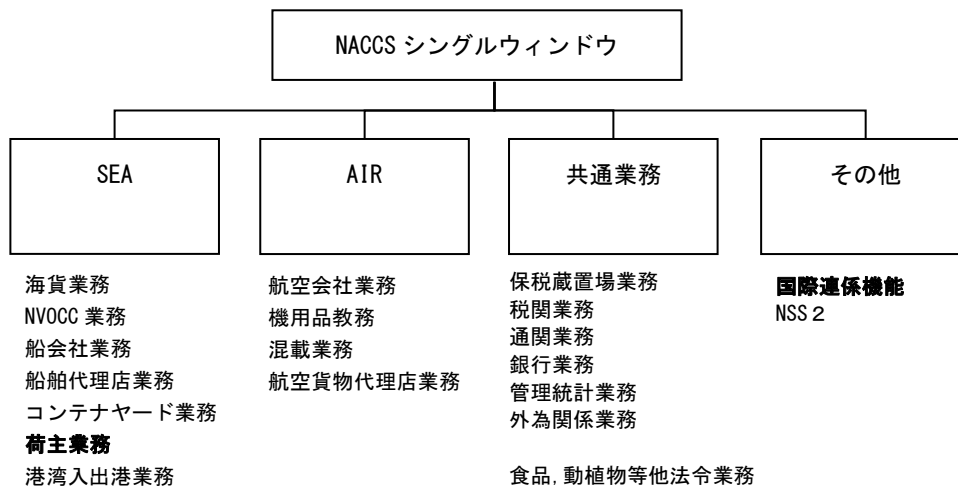 NACCS シングルウィンドウ
SEA
海貨業務
NVOCC 業務
船会社業務
船舶代理店業務
コンテナヤード業務
荷主業務
港湾入出港業務
AIR
航空会社業務
機用品教務
混載業務
航空貨物代理店業務
共通業務
保税蔵置場業務
税関業務
通関業務
銀行業務
管理統計業務
外為関係業務
食品,動植物等他法令業務
その他
国際連係機能
NSS 2